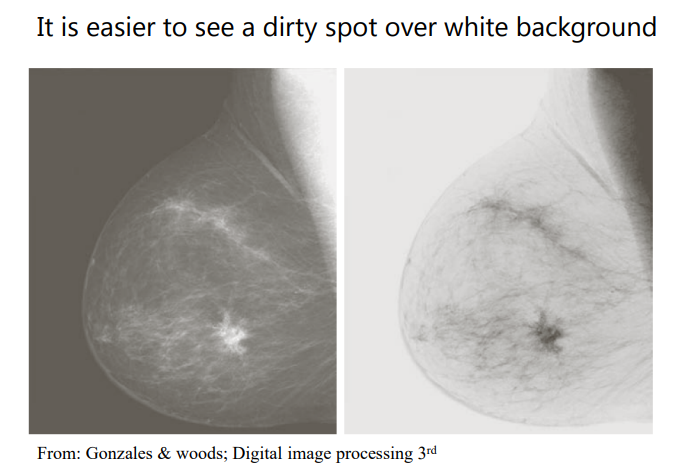 It is easier to see a dirty spot over white background
From: Gonzales & woods; Digital image processing 3rd